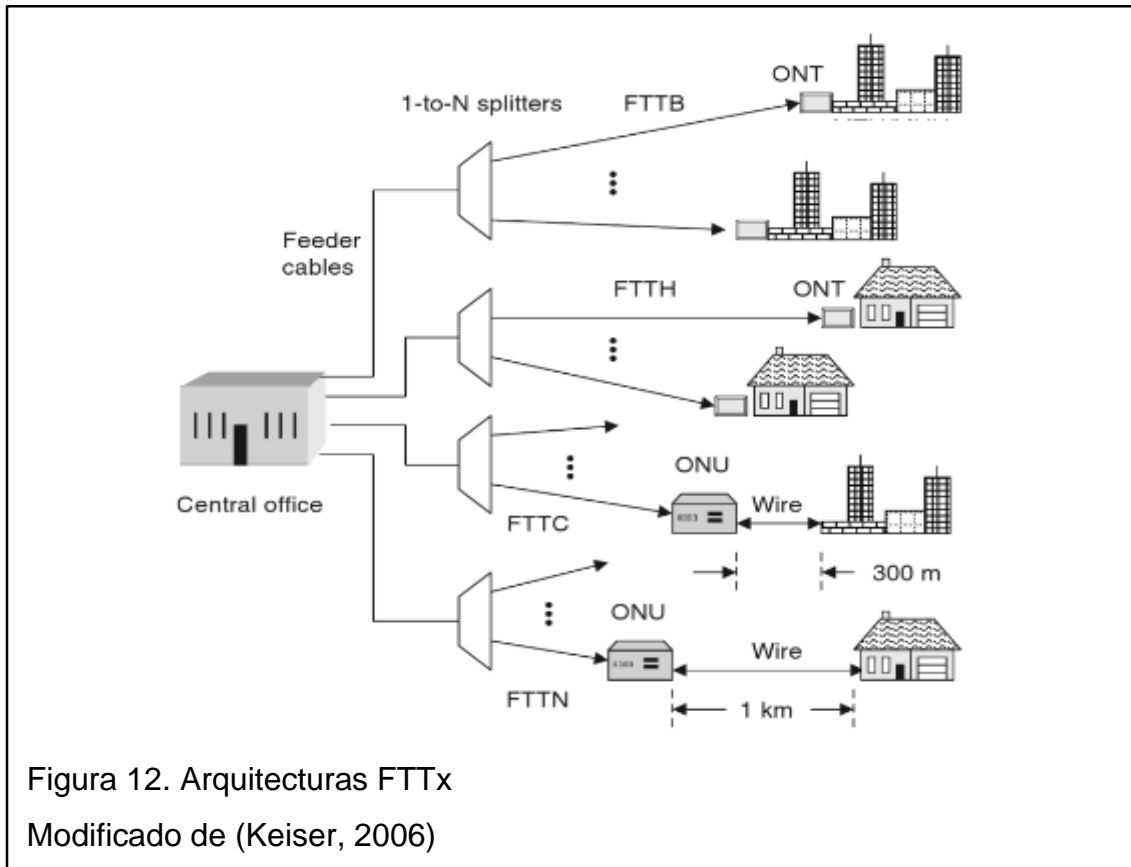 ONT
1-to-N splitters
FTTB
Feeder
cables
FTTH
ONT
Central office
FTTC
ONU
Wire
300 m
ONU
FTTN
Wire
1 km
Figura 12. Arquitecturas FTTx
Modificado de (Keiser, 2006)